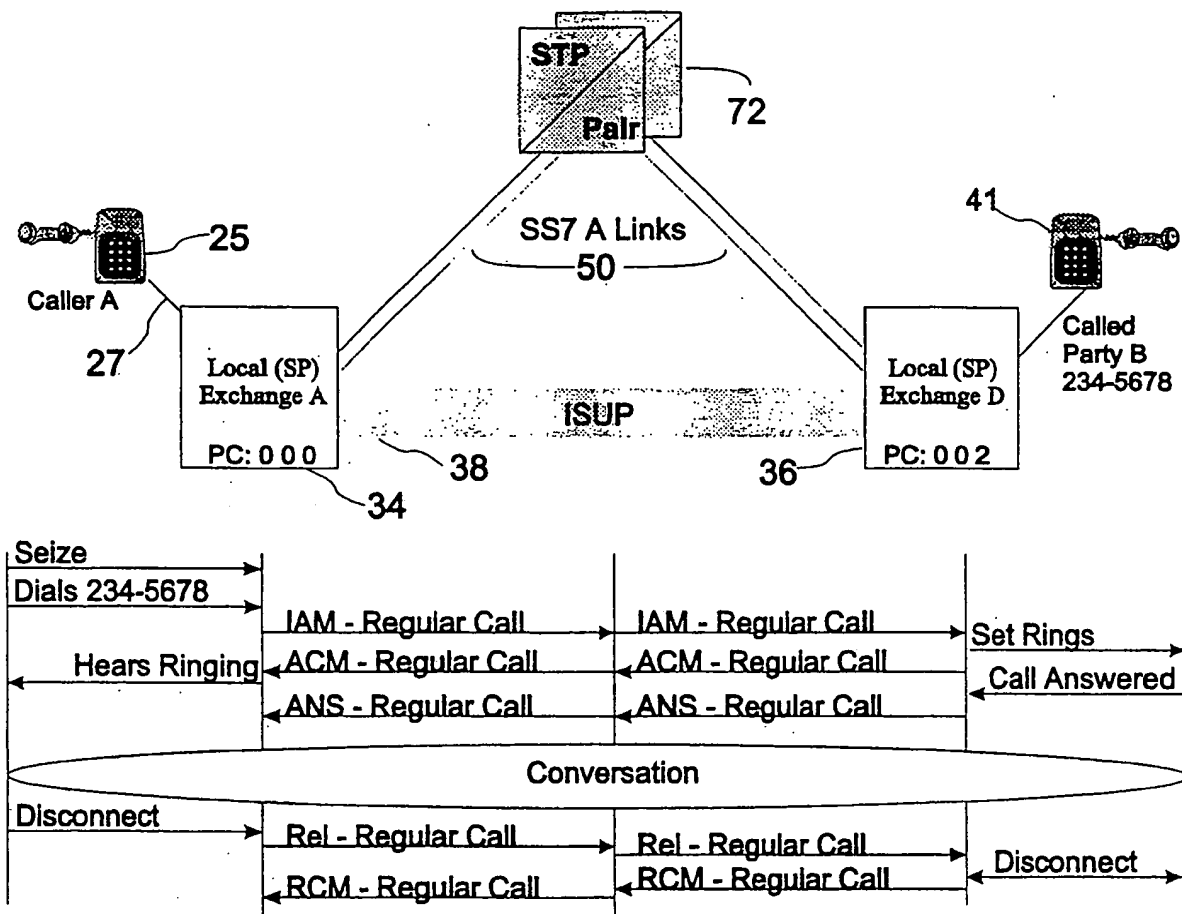 STP
Pair
72
25
Caller A
27
SS7 A Links
50
41
Called
Party B
234-5678
Local (SP)
Exchange A
PC: 0 0 0
34
ISUP
38
Local (SP)
Exchange D
PC: 0 0 2
36
Seize
Dials 234-5678
IAM - Regular Call
IAM - Regular Call
Set Rings
Hears Ringing
ACM - Regular Call
ACM - Regular Call
Call Answered
ANS - Regular Call
ANS - Regular Call
Conversation
Disconnect
Rel - Regular Call
Rel - Regular Call
Disconnect
RCM - Regular Call
RCM - Regular Call